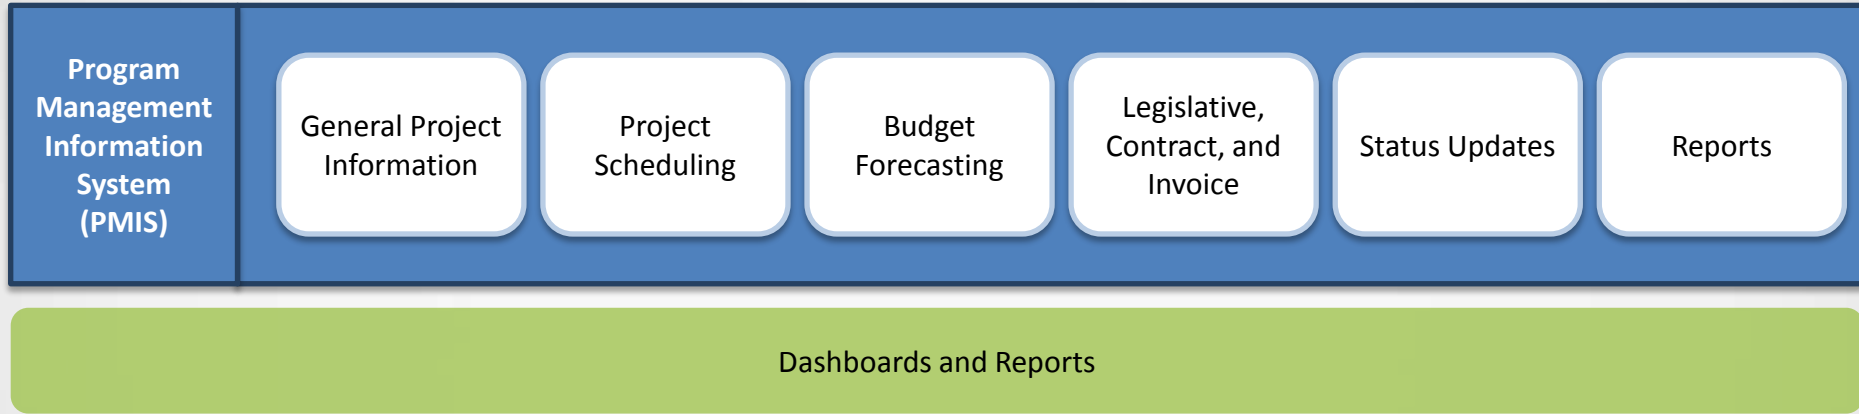 Program
Management
Information
System
(PMIS)
General Project
Information
Project
Scheduling
Budget
Forecasting
Legislative,
Contract, and
Invoice
Status Updates
Reports
Dashboards and Reports